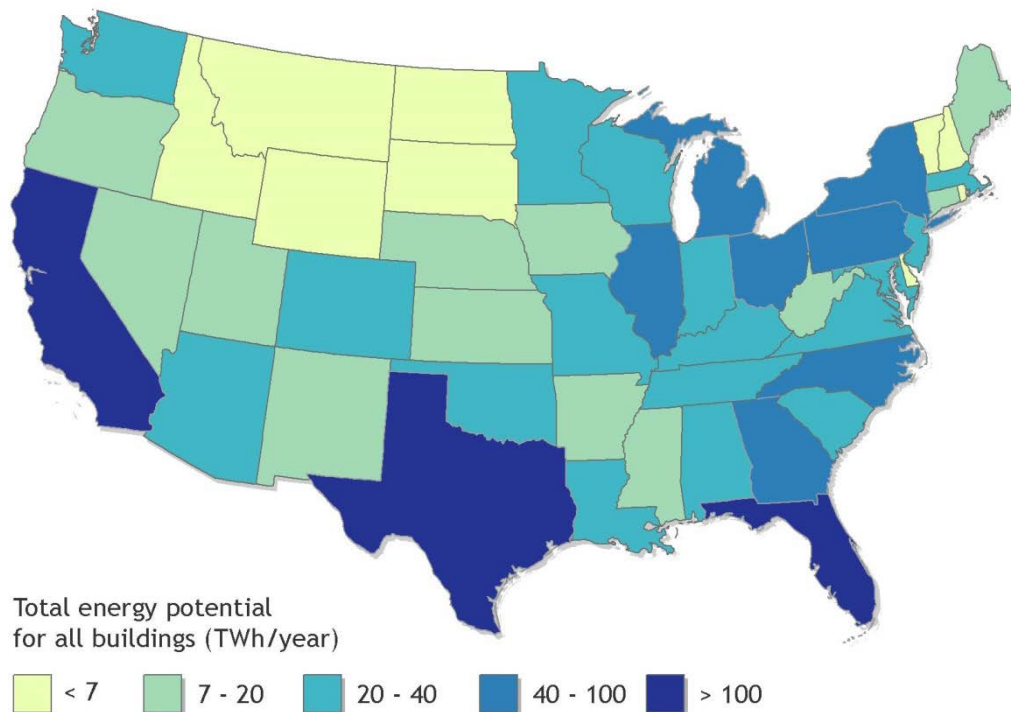 Total energy potential
for all buildings (TWh/year)
< 7 7 - 20 20 - 40 40 - 100 > 100